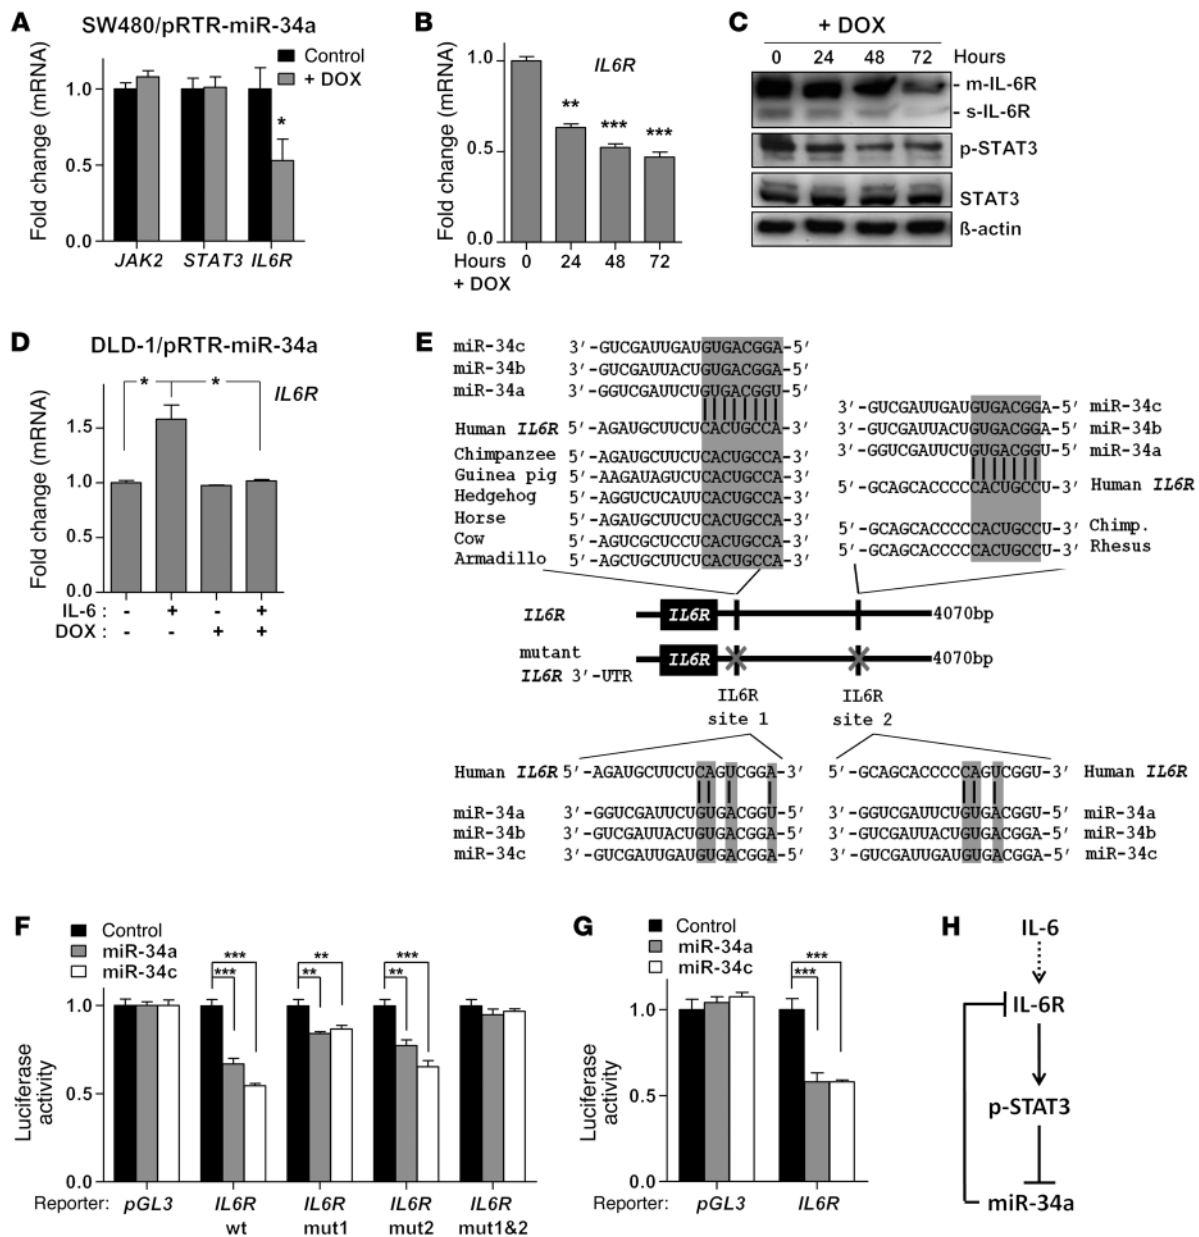 A
SW480/pRTR-miR-34a
Control
+ DOX
Fold change (mRNA)
1.0
0.5
0.0
*
JAK2 STAT3 IL6R
B
IL6R
Fold change (mRNA)
1.0
0.5
0.0
** *** ***
Hours 0 24 48 72
+ DOX
C
+ DOX
0 24 48 72 Hours
- m-IL-6R
- s-IL-6R
p-STAT3
STAT3
ß-actin
D
DLD-1/pRTR-miR-34a
IL6R
* *
Fold change (mRNA)
1.5
1.0
0.5
0.0
IL-6 : - + - +
DOX : - - + +
E
miR-34c 3'-GUCGAUUGAUGUGACGGA-5'
miR-34b 3'-GUCGAUUACUGUGACGGA-5'
miR-34a 3'-GGUCGAUUCUGUGACGGU-5'
Human IL6R 5'-AGAUGCUUCUCACUGCCA-3'
Chimpanzee 5'-AGAUGCUUCUCACUGCCA-3'
Guinea pig 5'-AAGAUAGUCUCACUGCCA-3'
Hedgehog 5'-AGGUCUCAUUCACUGCCA-3'
Horse 5'-AGAUGCUUCUCACUGCCA-3'
Cow 5'-AGUCGCUCCUCACUGCCA-3'
Armadillo 5'-AGCUGCUUCUCACUGCCA-3'
3'-GUCGAUUGAUGUGACGGA-5' miR-34c
3'-GUCGAUUACUGUGACGGA-5' miR-34b
3'-GGUCGAUUCUGUGACGGU-5' miR-34a
5'-GCAGCACCCCCACUGCCU-3' Human IL6R
5'-GCAGCACCCCCACUGCCU-3' Chimp.
5'-GCAGCACCCCCACUGCCU-3' Rhesus
IL6R IL6R 4070bp
mutant
IL6R 3'-UTR IL6R 4070bp
IL6R
site 1
IL6R
site 2
Human IL6R 5'-AGAUGCUUCUCAGUCGGA-3'
miR-34a 3'-GGUCGAUUCUGUGACGGU-5'
miR-34b 3'-GUCGAUUACUGUGACGGA-5'
miR-34c 3'-GUCGAUUGAUGUGACGGA-5'
5'-GCAGCACCCCCAGUCGGU-3' Human IL6R
3'-GGUCGAUUCUGUGACGGU-5' miR-34a
3'-GUCGAUUACUGUGACGGA-5' miR-34b
3'-GUCGAUUGAUGUGACGGA-5' miR-34c
F
Control
miR-34a
miR-34c
*** ** ***
*** ** **
Luciferase
activity
1.0
0.5
0.0
Reporter: pGL3 IL6R IL6R IL6R IL6R
wt mut1 mut2 mut1&2
G
Control
miR-34a
miR-34c
***
***
Luciferase
activity
1.0
0.5
0.0
Reporter: pGL3 IL6R
H
IL-6
IL-6R
p-STAT3
miR-34a